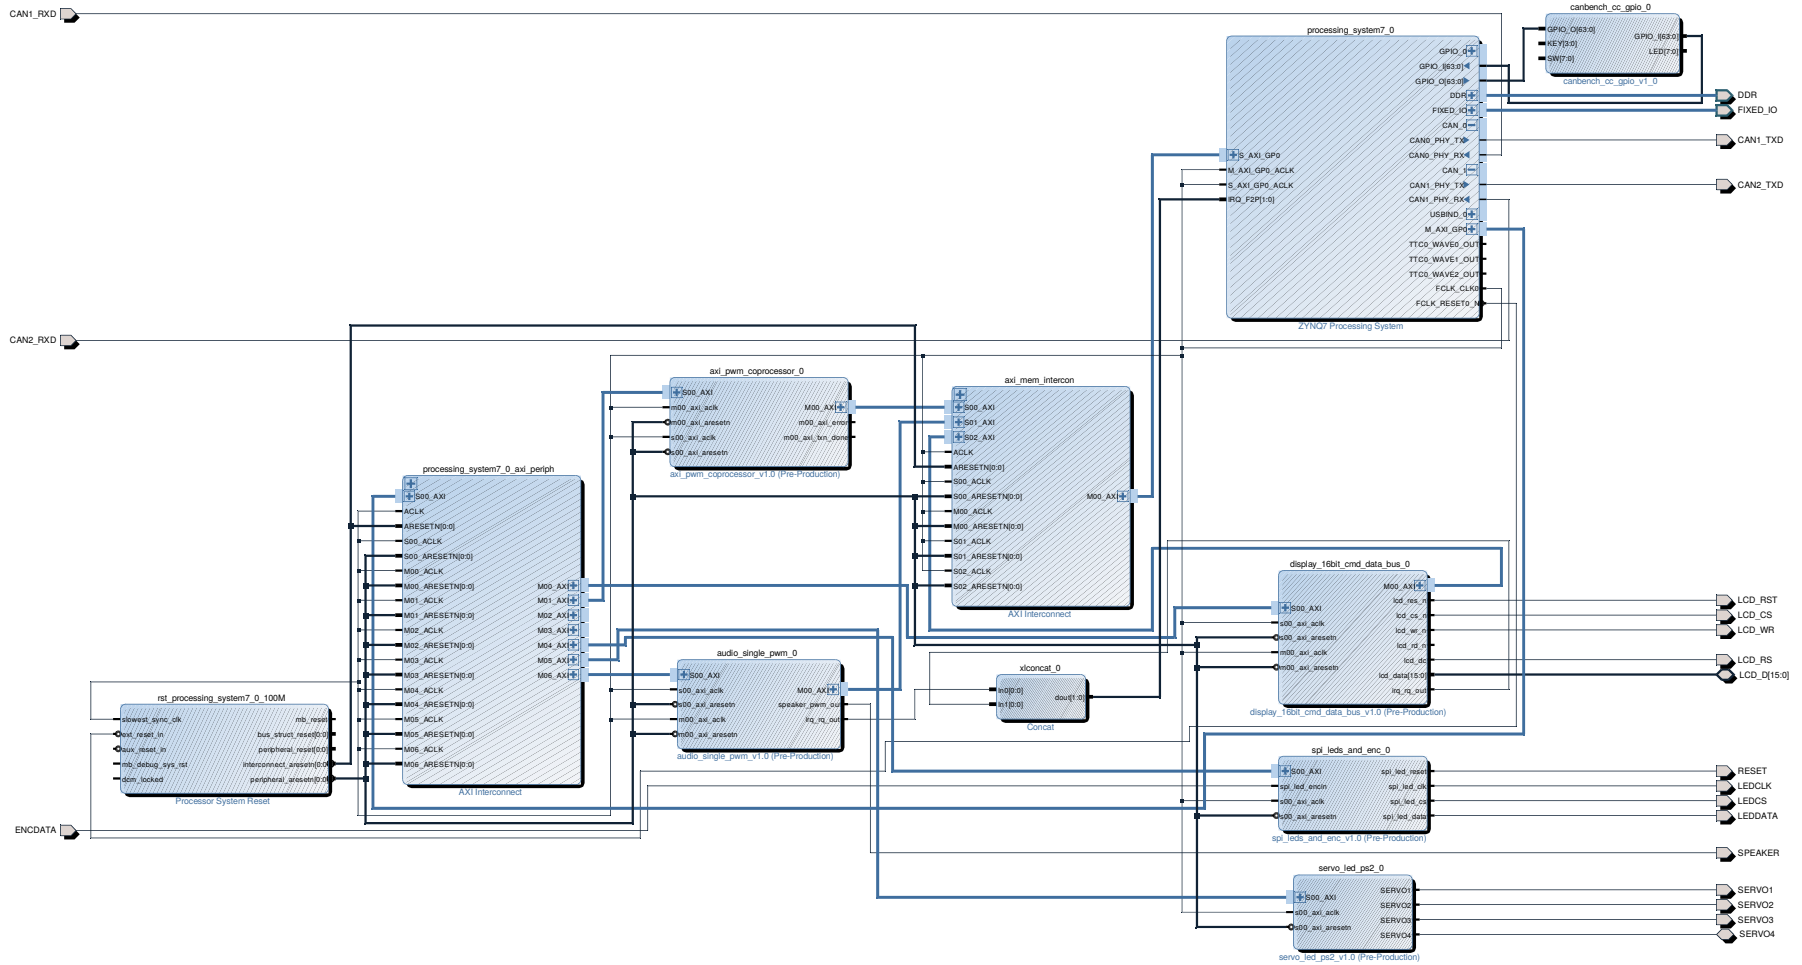 CAN1_RXD
CAN2_RXD
ENCDATA
processing_system7_0
S_AXI_GP0
M_AXI_GP0_ACLK
S_AXI_GP0_ACLK
IRQ_F2P[1:0]
GPIO_0
GPIO_I[63:0]
GPIO_O[63:0]
DDR
FIXED_IO
CAN_0
CAN0_PHY_TX
CAN0_PHY_RX
CAN_1
CAN1_PHY_TX
CAN1_PHY_RX
USBIND_0
M_AXI_GP0
TTC0_WAVE0_OUT
TTC0_WAVE1_OUT
TTC0_WAVE2_OUT
FCLK_CLK0
FCLK_RESET0_N
ZYNQ7 Processing System
canbench_cc_gpio_0
GPIO_O[63:0]
KEY[3:0]
SW[7:0]
GPIO_I[63:0]
LED[7:0]
canbench_cc_gpio_v1_0
DDR
FIXED_IO
CAN1_TXD
CAN2_TXD
axi_pwm_coprocessor_0
S00_AXI
m00_axi_aclk
m00_axi_aresetn
s00_axi_aclk
s00_axi_aresetn
M00_AXI
m00_axi_error
m00_axi_txn_done
axi_pwm_coprocessor_v1.0 (Pre-Production)
axi_mem_intercon
S00_AXI
S01_AXI
S02_AXI
ACLK
ARESETN[0:0]
S00_ACLK
S00_ARESETN[0:0]
M00_ACLK
M00_ARESETN[0:0]
S01_ACLK
S01_ARESETN[0:0]
S02_ACLK
S02_ARESETN[0:0]
M00_AXI
AXI Interconnect
processing_system7_0_axi_periph
S00_AXI
ACLK
ARESETN[0:0]
S00_ACLK
S00_ARESETN[0:0]
M00_ACLK
M00_ARESETN[0:0]
M01_ACLK
M01_ARESETN[0:0]
M02_ACLK
M02_ARESETN[0:0]
M03_ACLK
M03_ARESETN[0:0]
M04_ACLK
M04_ARESETN[0:0]
M05_ACLK
M05_ARESETN[0:0]
M06_ACLK
M06_ARESETN[0:0]
M00_AXI
M01_AXI
M02_AXI
M03_AXI
M04_AXI
M05_AXI
M06_AXI
AXI Interconnect
rst_processing_system7_0_100M
slowest_sync_clk
ext_reset_in
aux_reset_in
mb_debug_sys_rst
dcm_locked
mb_reset
bus_struct_reset[0:0]
peripheral_reset[0:0]
interconnect_aresetn[0:0]
peripheral_aresetn[0:0]
Processor System Reset
audio_single_pwm_0
S00_AXI
s00_axi_aclk
s00_axi_aresetn
m00_axi_aclk
m00_axi_aresetn
M00_AXI
speaker_pwm_out
irq_rq_out
audio_single_pwm_v1.0 (Pre-Production)
xlconcat_0
In0[0:0]
In1[0:0]
dout[1:0]
Concat
display_16bit_cmd_data_bus_0
S00_AXI
s00_axi_aclk
s00_axi_aresetn
m00_axi_aclk
m00_axi_aresetn
M00_AXI
lcd_res_n
lcd_cs_n
lcd_wr_n
lcd_rd_n
lcd_dc
lcd_data[15:0]
irq_rq_out
display_16bit_cmd_data_bus_v1.0 (Pre-Production)
LCD_RST
LCD_CS
LCD_WR
LCD_RS
LCD_D[15:0]
spi_leds_and_enc_0
S00_AXI
spi_led_encin
s00_axi_aclk
s00_axi_aresetn
spi_led_reset
spi_led_clk
spi_led_cs
spi_led_data
spi_leds_and_enc_v1.0 (Pre-Production)
RESET
LEDCLK
LEDCS
LEDDATA
SPEAKER
servo_led_ps2_0
S00_AXI
s00_axi_aclk
s00_axi_aresetn
SERVO1
SERVO2
SERVO3
SERVO4
servo_led_ps2_v1.0 (Pre-Production)
SERVO1
SERVO2
SERVO3
SERVO4